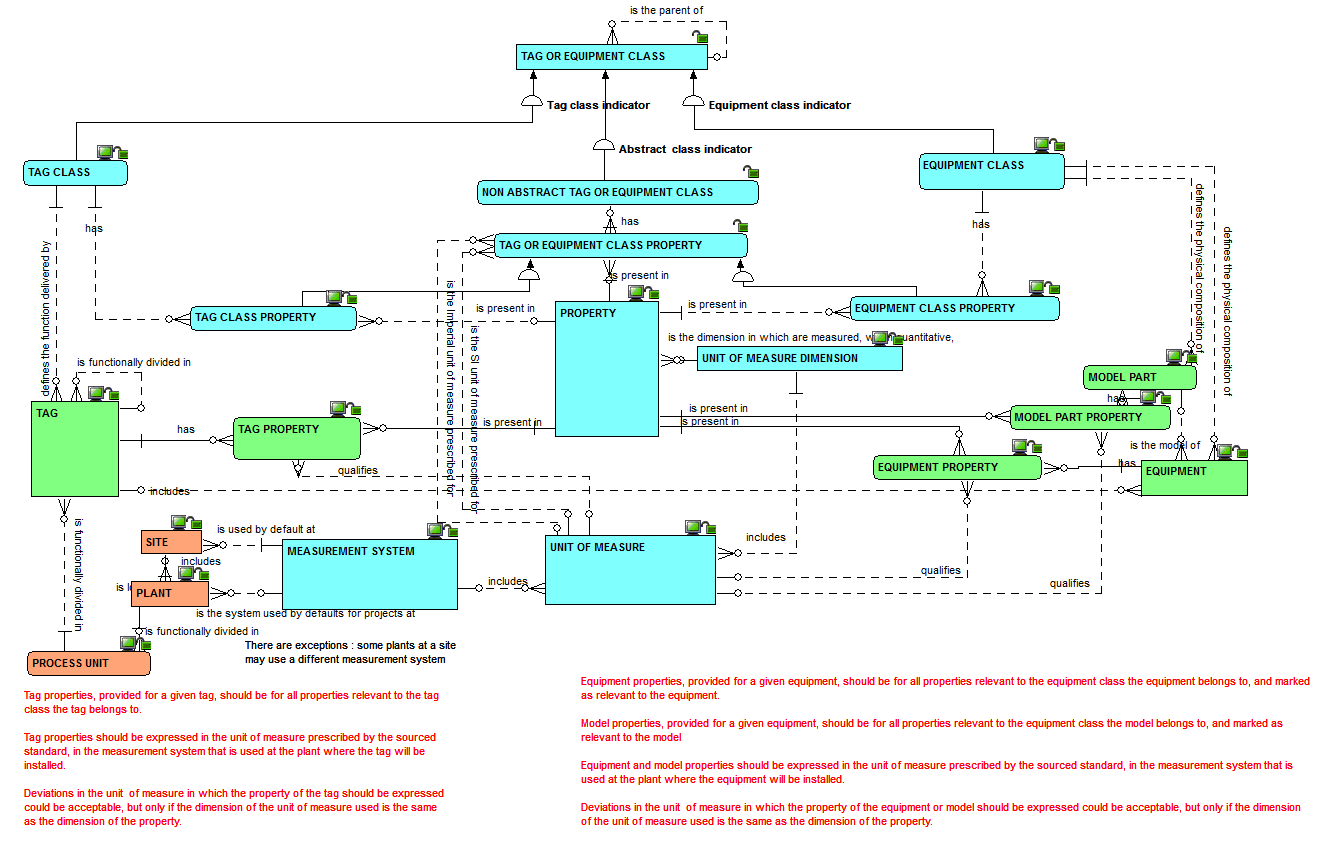 is the parent of
TAG OR EQUIPMENT CLASS
Tag class indicator
Equipment class indicator
Abstract class indicator
TAG CLASS
EQUIPMENT CLASS
NON ABSTRACT TAG OR EQUIPMENT CLASS
has
has
has
TAG OR EQUIPMENT CLASS PROPERTY
defines the function delivered by
is the Imperial unit of measure prescribed for
is the SI unit of measure prescribed for
defines the physical composition of
defines the physical composition of
is present in
TAG CLASS PROPERTY
is present in
PROPERTY
is present in
EQUIPMENT CLASS PROPERTY
is the dimension in which are measured, when quantitative,
UNIT OF MEASURE DIMENSION
is functionally divided in
MODEL PART
has
TAG
has
TAG PROPERTY
is present in
is present in
is present in
MODEL PART PROPERTY
is the model of
has
EQUIPMENT PROPERTY
EQUIPMENT
qualifies
includes
is functionally divided in
SITE
is used by default at
includes
MEASUREMENT SYSTEM
UNIT OF MEASURE
includes
includes
qualifies
qualifies
PLANT
is the system used by defaults for projects at
is functionally divided in
There are exceptions : some plants at a site
may use a different measurement system
PROCESS UNIT
Tag properties, provided for a given tag, should be for all properties relevant to the tag
class the tag belongs to.
Tag properties should be expressed in the unit of measure prescribed by the sourced
standard, in the measurement system that is used at the plant where the tag will be
installed.
Deviations in the unit of measure in which the property of the tag should be expressed
could be acceptable, but only if the dimension of the unit of measure used is the same
as the dimension of the property.
Equipment properties, provided for a given equipment, should be for all properties relevant to the equipment class the equipment belongs to, and marked
as relevant to the equipment.
Model properties, provided for a given equipment, should be for all properties relevant to the equipment class the model belongs to, and marked as
relevant to the model
Equipment and model properties should be expressed in the unit of measure prescribed by the sourced standard, in the measurement system that is
used at the plant where the equipment will be installed.
Deviations in the unit of measure in which the property of the equipment or model should be expressed could be acceptable, but only if the dimension
of the unit of measure used is the same as the dimension of the property.